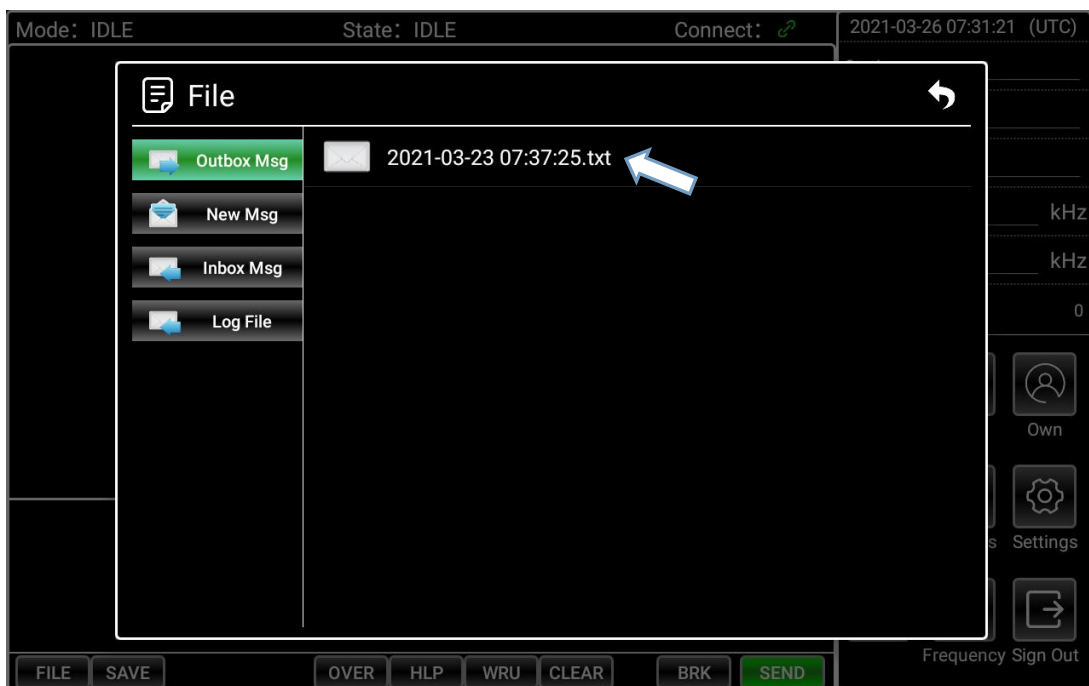 Mode: IDLE State: IDLE Connect: 2021-03-26 07:31:21 (UTC)
File
Outbox Msg 2021-03-23 07:37:25.txt
New Msg
Inbox Msg
Log File
kHz
kHz
0
Own
s Settings
Frequency Sign Out
FILE SAVE OVER HLP WRU CLEAR BRK SEND